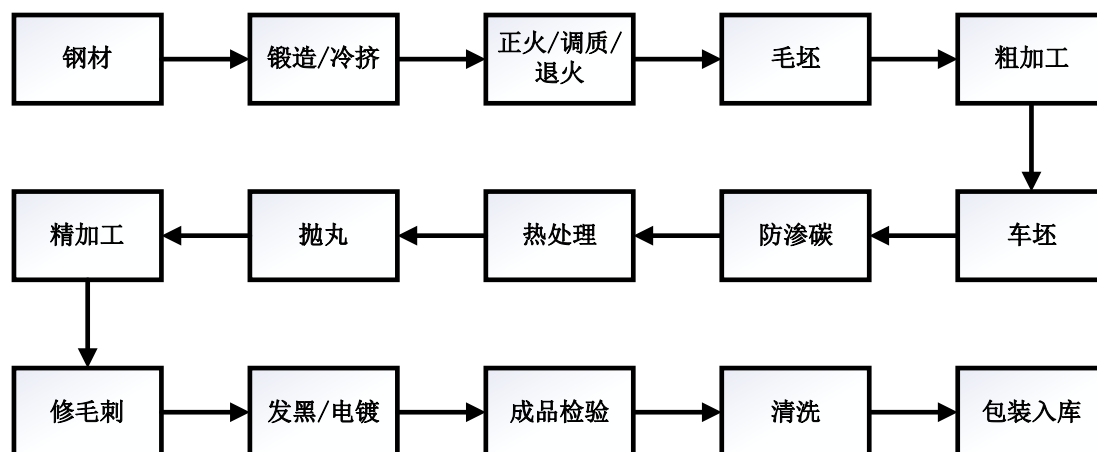 钢材
锻造/冷挤
正火/调质/
退火
毛坯
粗加工
车坯
防渗碳
热处理
抛丸
精加工
修毛刺
发黑/电镀
成品检验
清洗
包装入库